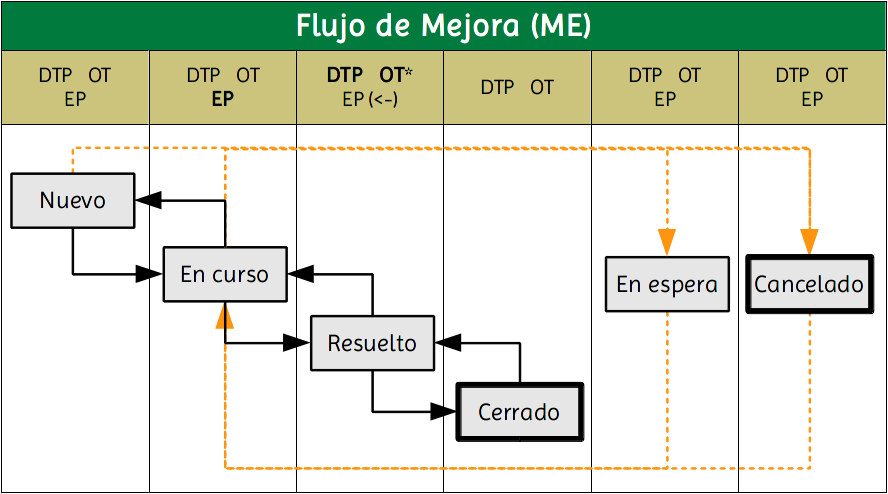 Flujo de Mejora (ME)
DTP OT
EP
DTP OT
EP
DTP OT*
EP (<-)
DTP OT
DTP OT
EP
DTP OT
EP
Nuevo
En curso
En espera
Cancelado
Resuelto
Cerrado